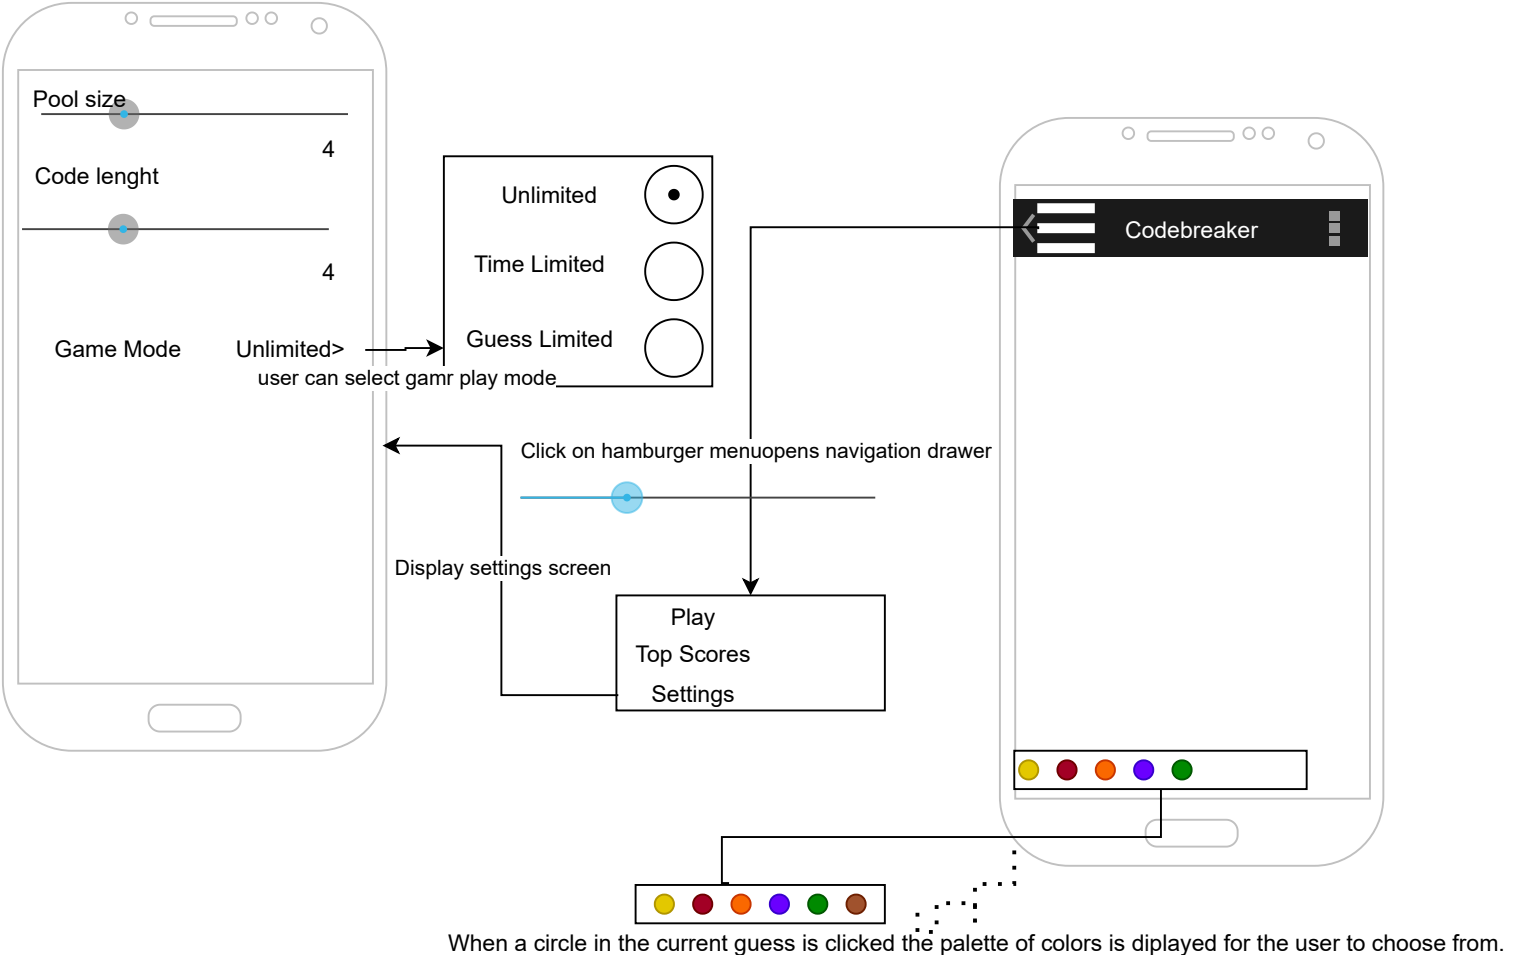 Pool size
4
Code lenght
4
Game Mode
Unlimited>
user can select gamr play mode
Unlimited
Time Limited
Guess Limited
Codebreaker
Click on hamburger menuopens navigation drawer
Display settings screen
Play
Top Scores
Settings
When a circle in the current guess is clicked the palette of colors is diplayed for the user to choose from.